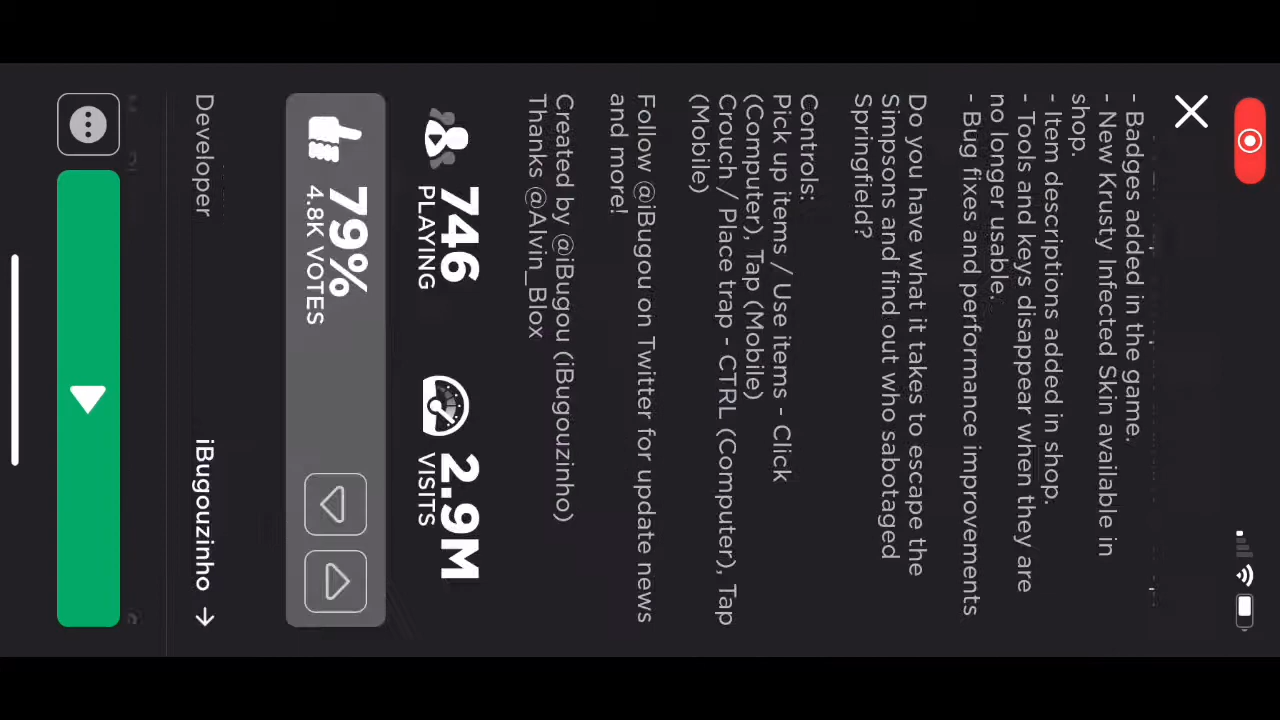 - Badges added in the game.
- New Krusty Infected Skin available in
shop.
- Item descriptions added in shop.
- Tools and keys disappear when they are
no longer usable.
- Bug fixes and performance improvements
Do you have what it takes to escape the
Simpsons and find out who sabotaged
Springfield?
Controls:
Pick up items / Use items - Click
(Computer), Tap (Mobile)
Crouch / Place trap - CTRL (Computer), Tap
(Mobile)
Follow @iBugou on Twitter for update news
and more!
Created by @iBugou (iBugouzinho)
Thanks @Alvin_Blox
746
PLAYING
2.9M
VISITS
79%
4.8K VOTES
Developer
iBugouzinho